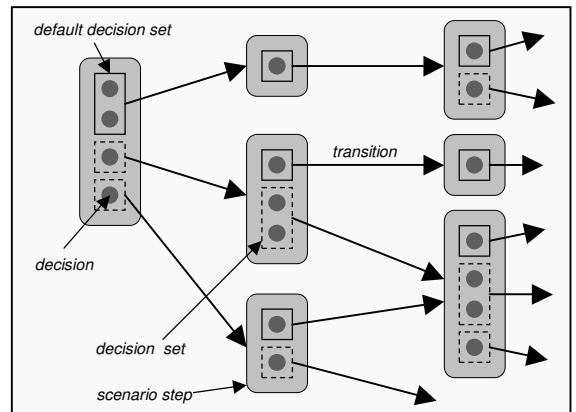 default decision set
transition
decision
decision set
scenario step